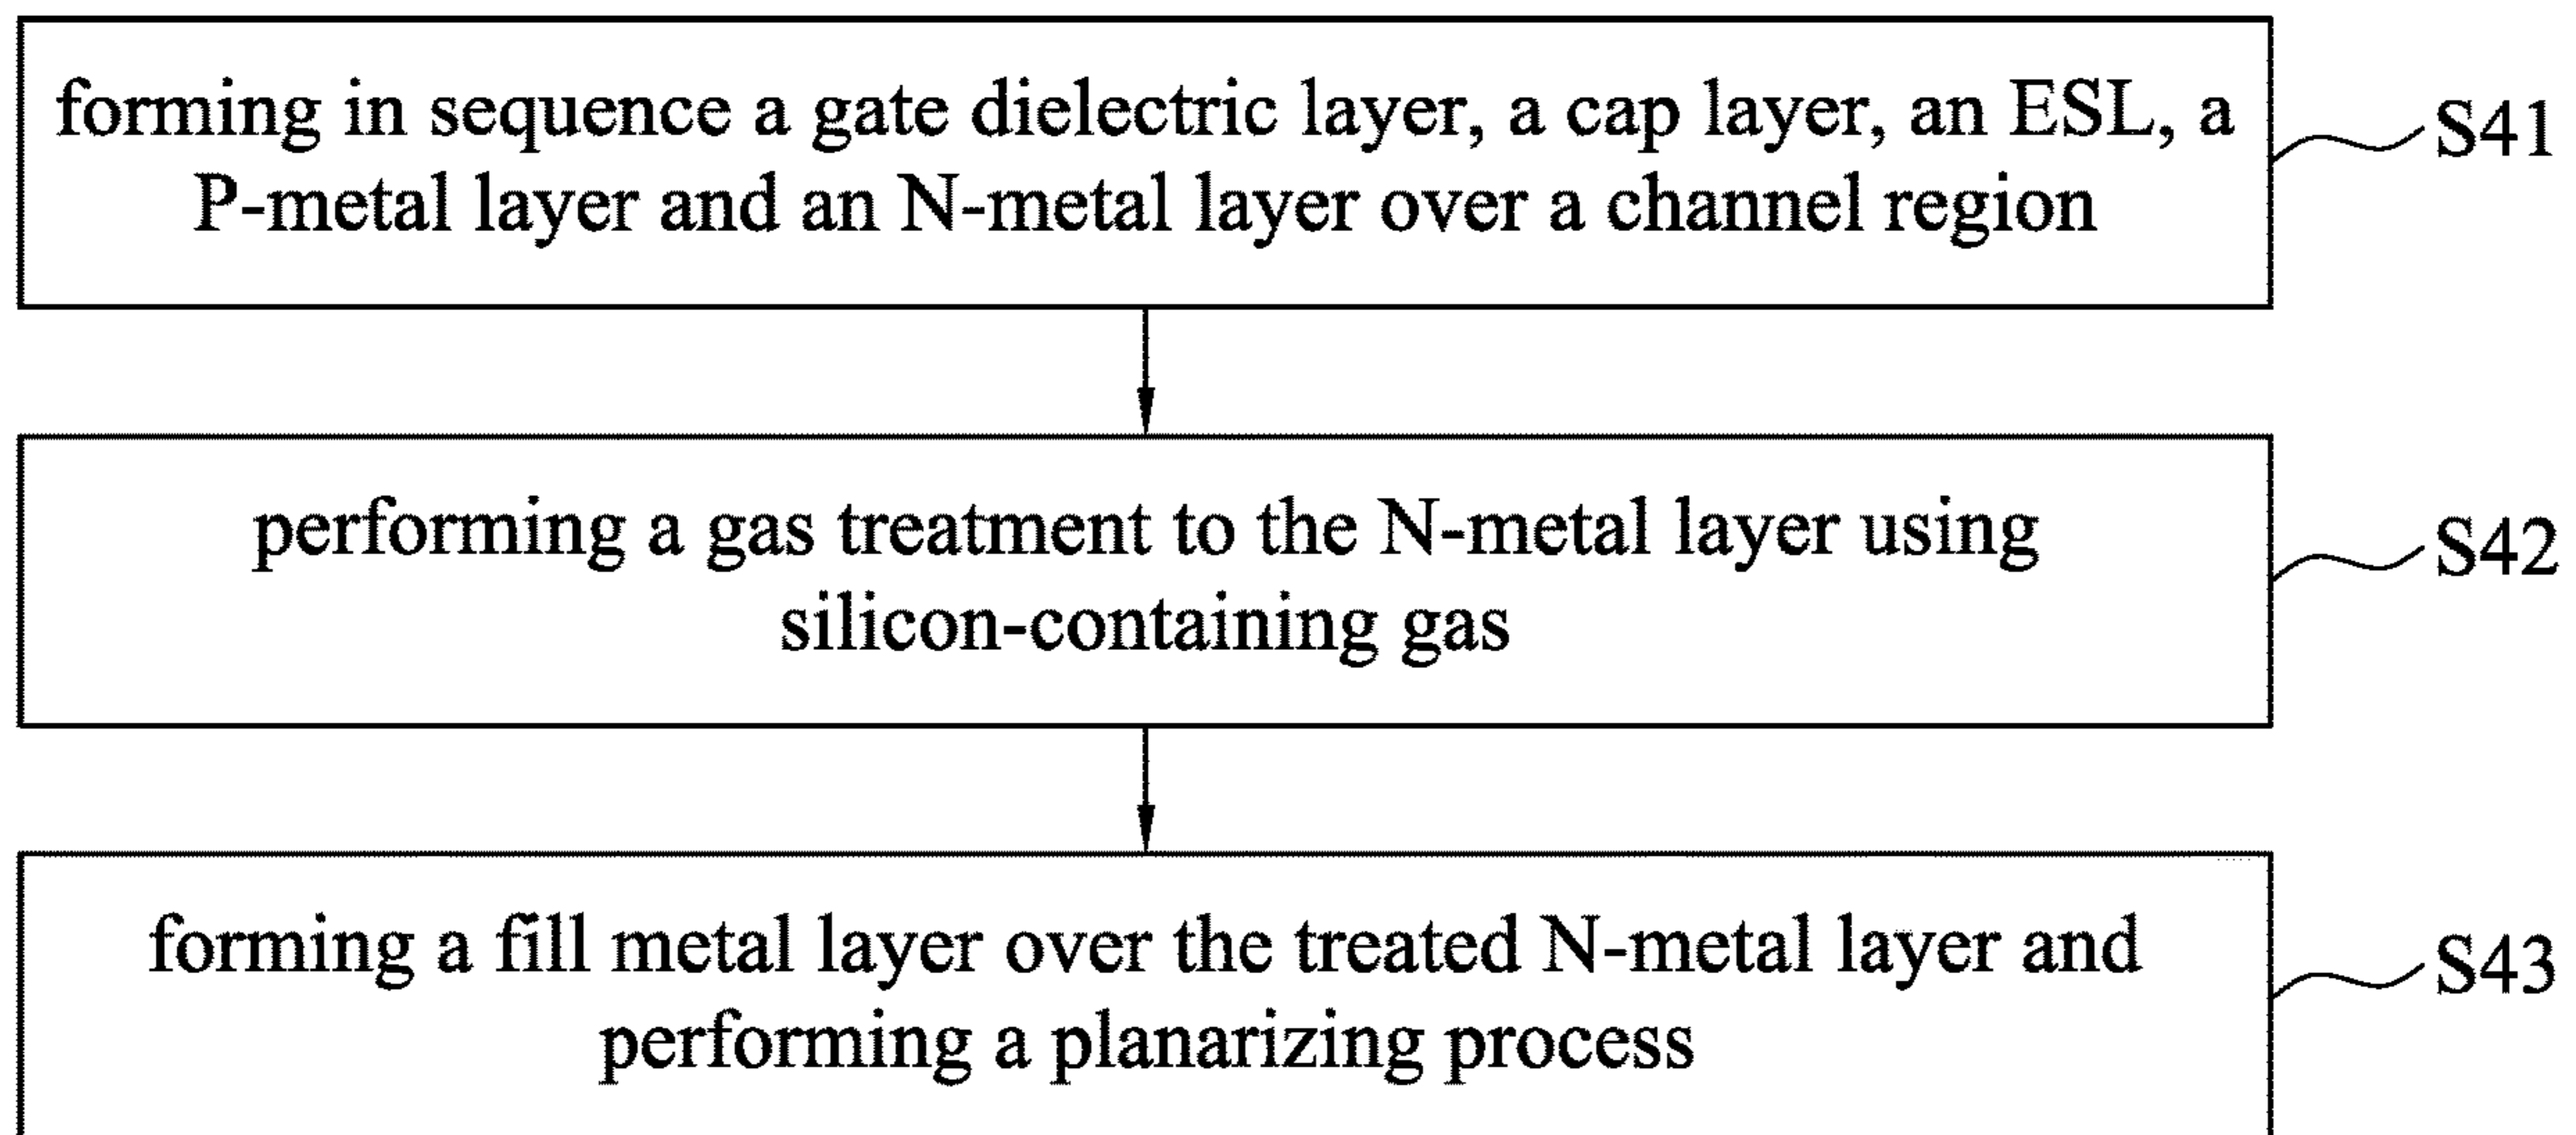 forming in sequence a gate dielectric layer, a cap layer, an ESL, a
P-metal layer and an N-metal layer over a channel region
S41
performing a gas treatment to the N-metal layer using
silicon-containing gas
S42
forming a fill metal layer over the treated N-metal layer and
performing a planarizing process
S43